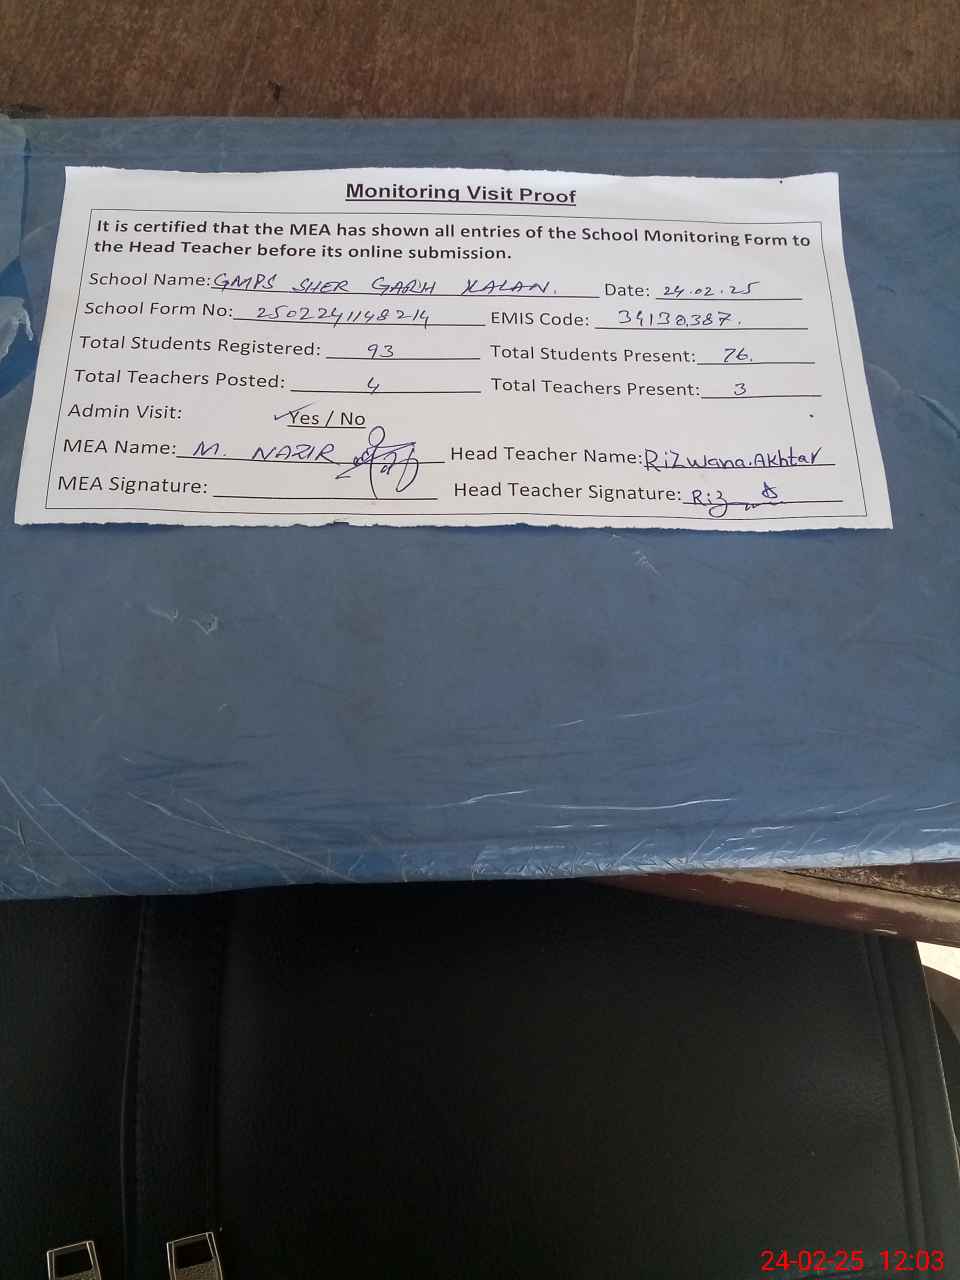 Monitoring Visit Proof
It is certified that the MEA has shown all entries of the School Monitoring Form to
the Head Teacher before its online submission.
School Name: GMPS SHER GARH KALAN. Date: 24.02.25
School Form No: 2502241148214 EMIS Code: 34130387.
Total Students Registered: 93 Total Students Present: 76.
Total Teachers Posted: 4 Total Teachers Present: 3
Admin Visit: Yes / No
MEA Name: M. NAZIR Head Teacher Name: Rizwana.Akhtar
MEA Signature: Head Teacher Signature: Riz
24-02-25 12:03